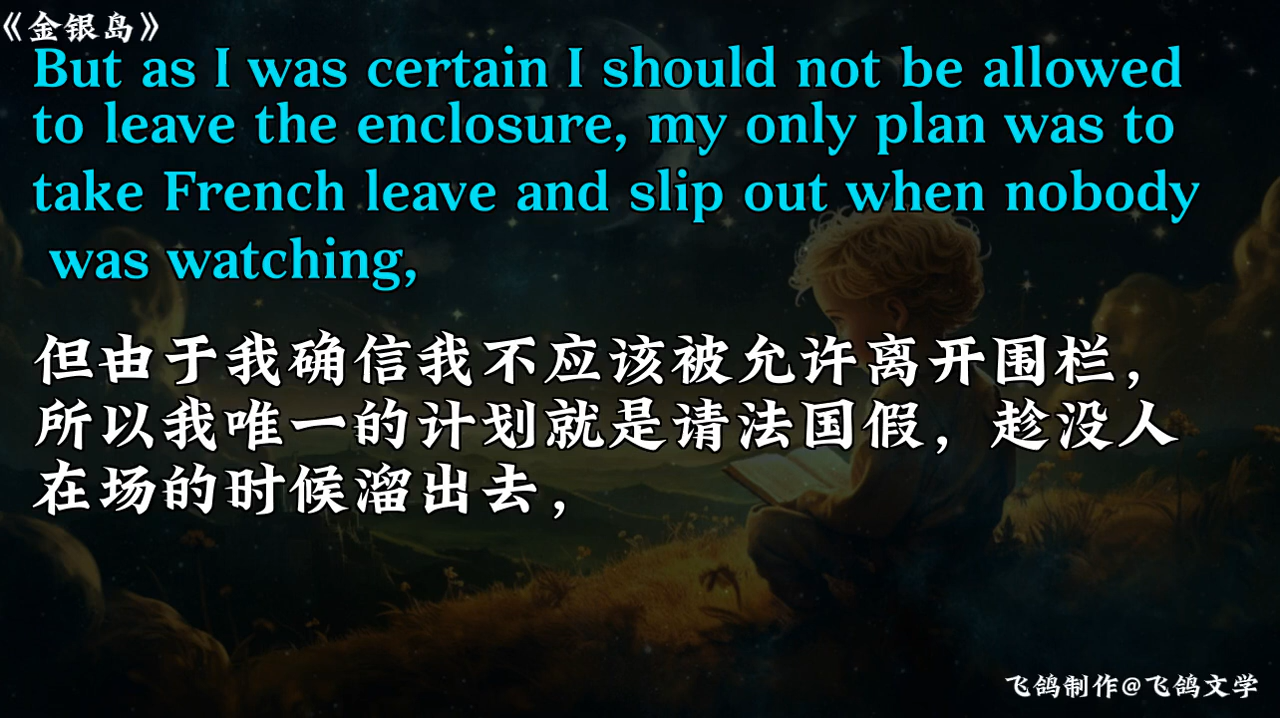 《金银岛》
But as I was certain I should not be allowed
to leave the enclosure, my only plan was to
take French leave and slip out when nobody
was watching,
但由于我确信我不应该被允许离开围栏，
所以我唯一的计划就是请法国假，趁没人
在场的时候溜出去，
飞鸽制作@飞鸽文学